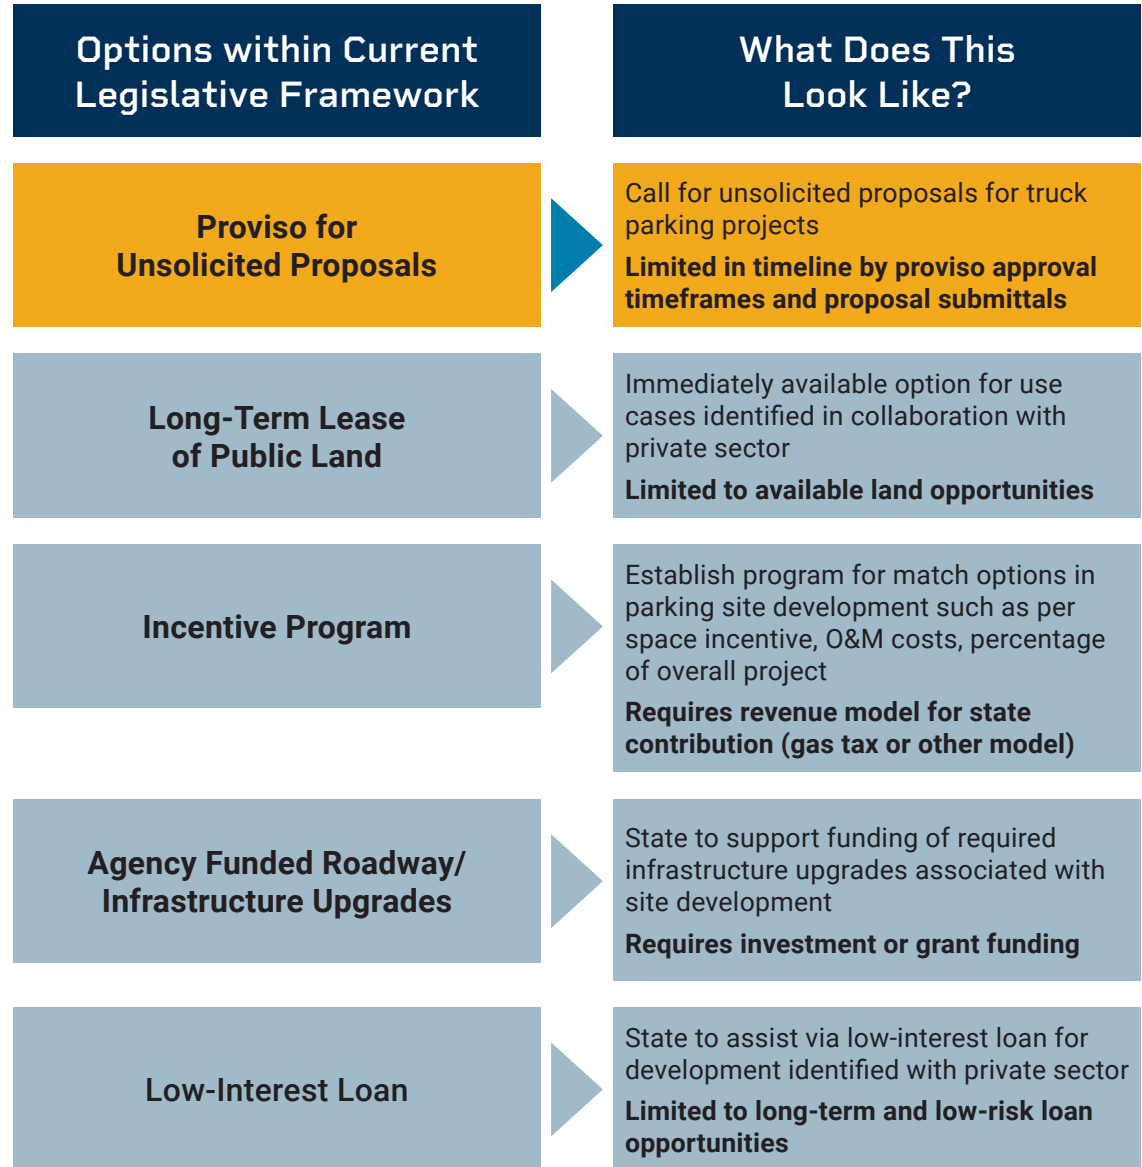 Options within Current
Legislative Framework
What Does This
Look Like?
Proviso for
Unsolicited Proposals
Call for unsolicited proposals for truck
parking projects
Limited in timeline by proviso approval
timeframes and proposal submittals
Long-Term Lease
of Public Land
Immediately available option for use
cases identified in collaboration with
private sector
Limited to available land opportunities
Incentive Program
Establish program for match options in
parking site development such as per
space incentive, O&M costs, percentage
of overall project
Requires revenue model for state
contribution (gas tax or other model)
Agency Funded Roadway/
Infrastructure Upgrades
State to support funding of required
infrastructure upgrades associated with
site development
Requires investment or grant funding
Low-Interest Loan
State to assist via low-interest loan for
development identified with private sector
Limited to long-term and low-risk loan
opportunities